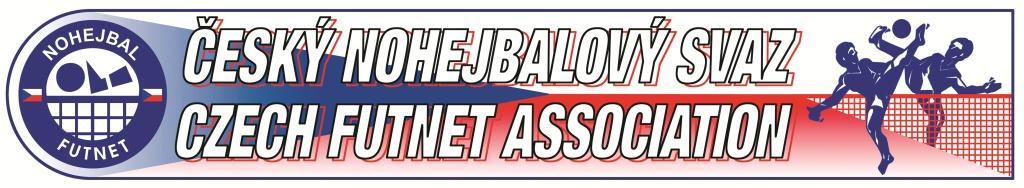 NOHEJBAL
FUTNET
ČESKÝ NOHEJBALOVÝ SVAZ
CZECH FUTNET ASSOCIATION